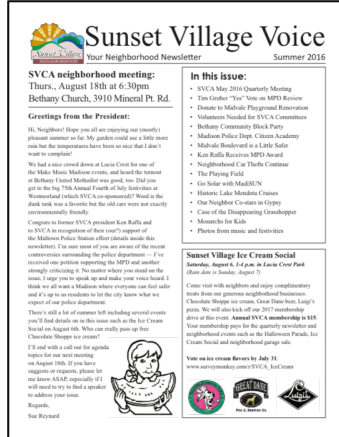 Sunset Village
Sunset Village Voice
Your Neighborhood Newsletter
Summer 2016
SVCA neighborhood meeting:
Thurs., August 18th at 6:30pm
Bethany Church, 3910 Mineral Pt. Rd.
Greetings from the President:
Hi, Neighbors! Hope you all are enjoying our (mostly)
pleasant summer so far. My garden could use a little more
rain but the temperatures have been so nice that I don't
want to complain!
We had a nice crowd down at Lucia Crest for one of
the Make Music Madison events, and heard the turnout
at Bethany United Methodist was good, too. Did you
get to the big 75th Annual Fourth of July festivities at
Westmorland (which SVCA co-sponsored)? Word is the
dunk tank was a favorite but the old cars were not exactly
environmentally friendly.
Congrats to former SVCA president Ken Raffa and
to SVCA in recognition of their (our?) support of the
Midtown Police Station effort (details inside this
newsletter). I'm sure most of you are aware of the recent
controversies surrounding the police department — I've
received one petition supporting the MPD and another
strongly criticizing it. No matter where you stand on the
issue, I urge you to speak up and make your voice heard. I
think we all want a Madison where everyone can feel safer
and it's up to us residents to let the city know what we
expect of our police department.
There's still a lot of summer left including several events
you'll find details on in this issue such as the Ice Cream
Social on August 6th. Who can really pass up free
Chocolate Shoppe ice cream?
I'll end with a call out for agenda
topics for our next meeting
on August 18th. If you have
suggests or requests, please let
me know ASAP, especially if I
will need to try to find a speaker
to address your issue.
Regards,
Sue Reynard
In this issue:
• SVCA May 2016 Quarterly Meeting
• Tim Gruber "Yes" Vote on MPD Review
• Donate to Midvale Playground Renovation
• Volunteers Needed for SVCA Committees
• Bethany Community Block Party
• Madison Police Dept. Citizen Academy
• Midvale Boulevard is a Little Safer
• Ken Raffa Receives MPD Award
• Neighborhood Car Thefts Continue
• The Playing Field
• Go Solar with MadiSUN
• Historic Lake Mendota Cruises
• Our Neighbor Co-stars in Gypsy
• Case of the Disappearing Grasshopper
• Monarchs for Kids
• Photos from music and festivities
Sunset Village Ice Cream Social
Saturday, August 6, 1-4 p.m. in Lucia Crest Park
(Rain date is Sunday, August 7)
Come visit with neighbors and enjoy complimentary
treats from our generous neighborhood businesses:
Chocolate Shoppe ice cream, Great Dane beer, Luigi's
pizza. We will also kick off our 2017 membership
drive at this event. Annual SVCA membership is $15.
Your membership pays for the quarterly newsletter and
neighborhood events such as the Halloween Parade, Ice
Cream Social and neighborhood garage sale.
Vote on ice cream flavors by July 31:
www.surveymonkey.com/r/SVCA_IceCream
GREAT DANE
Luigi's